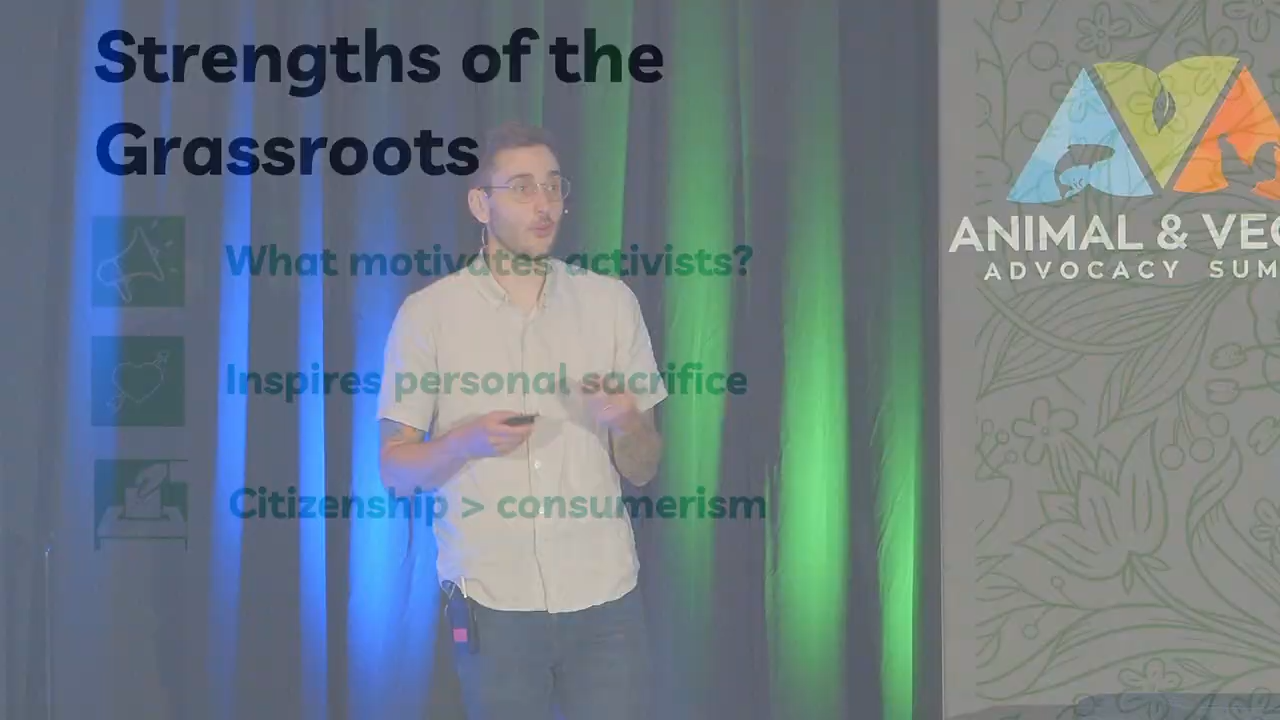 Strengths of the
Grassroots
What motivates activists?
Inspires personal sacrifice
Citizenship > consumerism
ANIMAL & VEG
ADVOCACY SUM